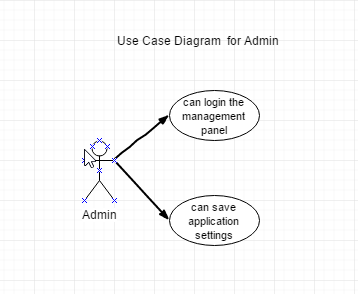 Use Case Diagram  for Admin
can login the
management
panel
Admin
can save
application
settings